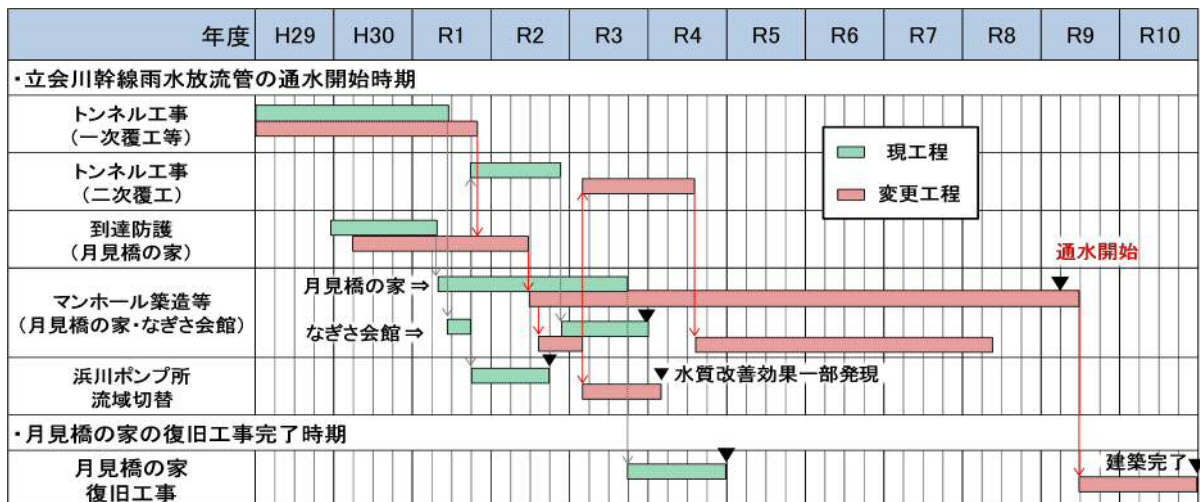 年度 H29 H30 R1 R2 R3 R4 R5 R6 R7 R8 R9 R10
・立会川幹線雨水放流管の通水開始時期
トンネル工事
（一次覆工等）
現工程
変更工程
トンネル工事
（二次覆工）
到達防護
（月見橋の家）
通水開始
月見橋の家⇒
マンホール築造等
（月見橋の家・なぎさ会館）
なぎさ会館⇒
▼水質改善効果一部発現
浜川ポンプ所
流域切替
・月見橋の家の復旧工事完了時期
建築完了
月見橋の家
復旧工事